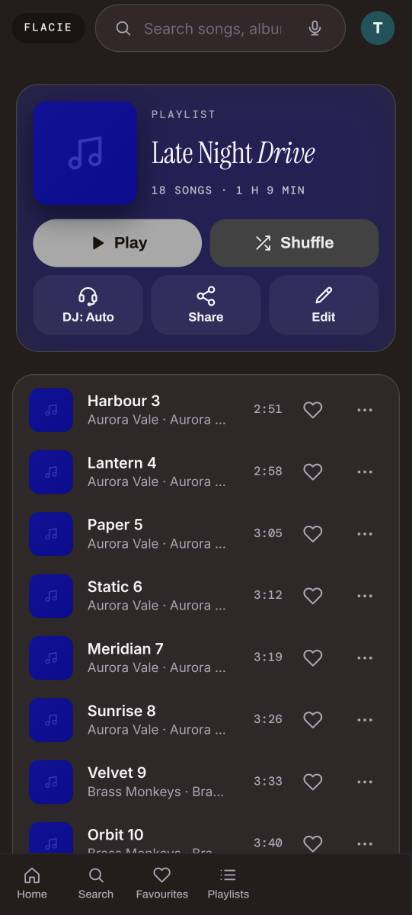 FLACIE
Search songs, albu
T
PLAYLIST
Late Night Drive
18 SONGS · 1 H 9 MIN
Play
Shuffle
DJ: Auto
Share
Edit
Harbour 3
Aurora Vale · Aurora ...
2:51
Lantern 4
Aurora Vale · Aurora ...
2:58
Paper 5
Aurora Vale · Aurora ...
3:05
Static 6
Aurora Vale · Aurora ...
3:12
Meridian 7
Aurora Vale · Aurora ...
3:19
Sunrise 8
Aurora Vale · Aurora ...
3:26
Velvet 9
Brass Monkeys · Bra...
3:33
Orbit 10
Brass Monkeys · Bra...
3:40
Home
Search
Favourites
Playlists